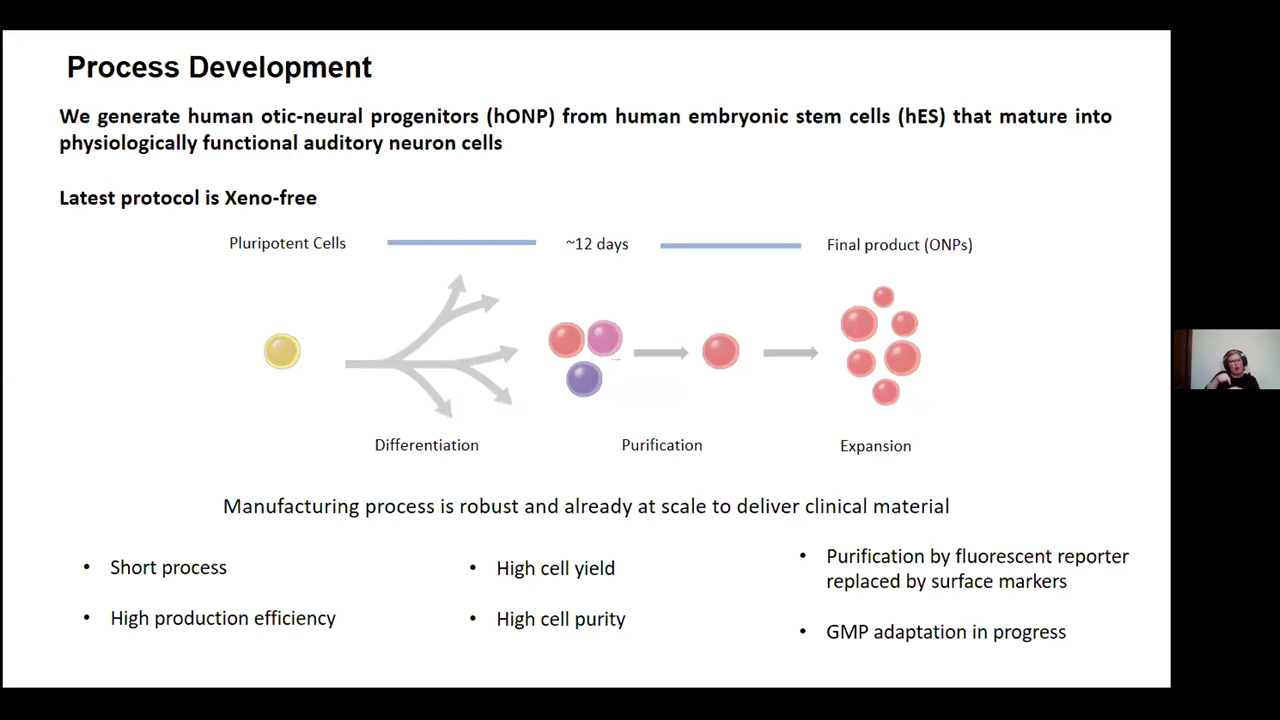 Process Development
We generate human otic-neural progenitors (hONP) from human embryonic stem cells (hES) that mature into
physiologically functional auditory neuron cells
Latest protocol is Xeno-free
Pluripotent Cells
~12 days
Final product (ONPs)
Differentiation
Purification
Expansion
Manufacturing process is robust and already at scale to deliver clinical material
• Short process
• High production efficiency
• High cell yield
• High cell purity
• Purification by fluorescent reporter
replaced by surface markers
• GMP adaptation in progress